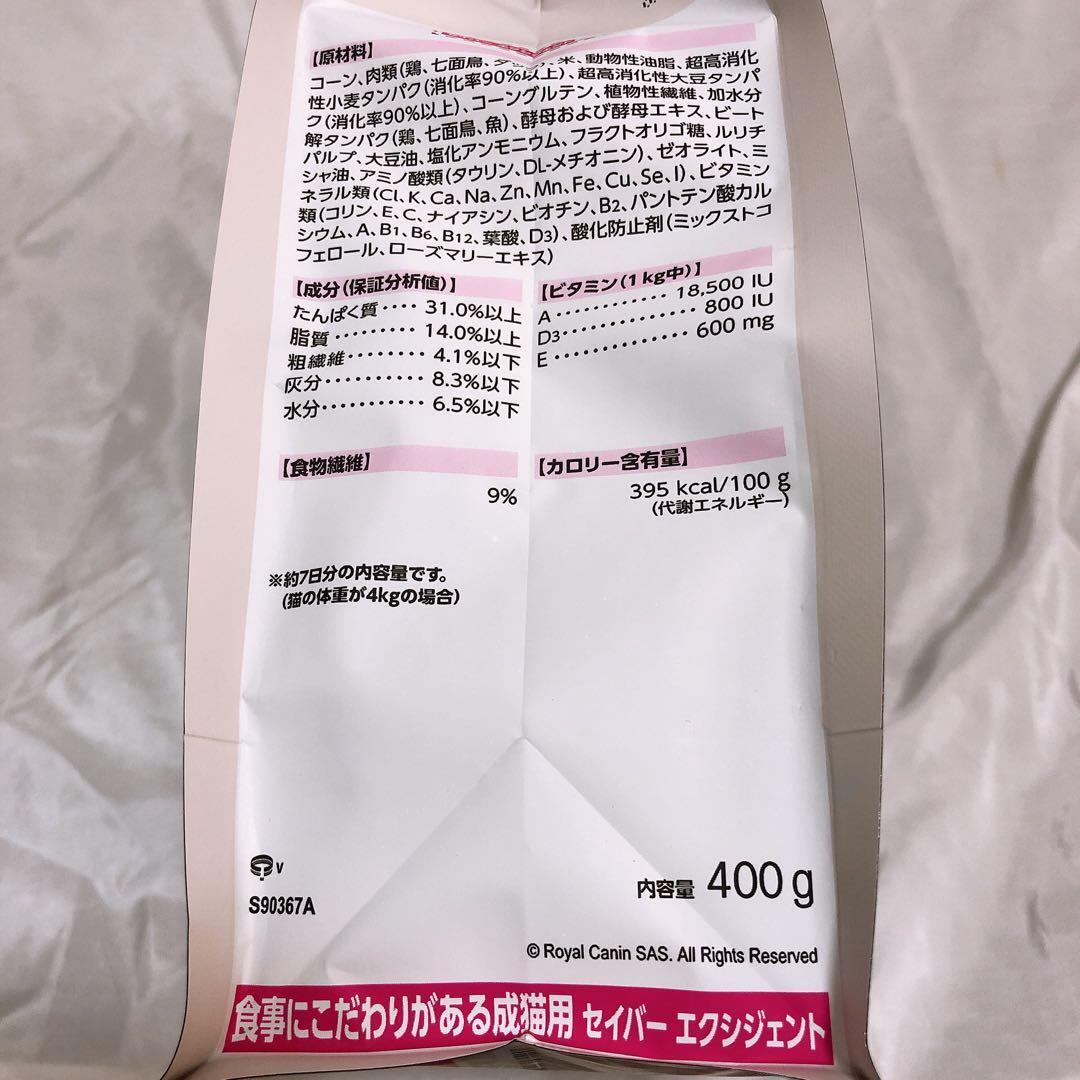 【原材料】
コーン、肉類(鶏、七面鳥、米、動物性油脂、超高消化
性小麦タンパク(消化率90%以上)、超高消化性大豆タンパ
ク(消化率90%以上)、コーングルテン、植物性繊維、加水分
解タンパク(鶏、七面鳥、魚)、酵母および酵母エキス、ビート
パルプ、大豆油、塩化アンモニウム、フラクトオリゴ糖、ルリチ
シャ油、アミノ酸類(タウリン、DL-メチオニン)、ゼオライト、ミ
ネラル類(Cl、K、Ca、Na、Zn、Mn、Fe、Cu、Se、I)、ビタミン
類(コリン、E、C、ナイアシン、ビオチン、B2、パントテン酸カル
シウム、A、B1、B6、B12、葉酸、D3)、酸化防止剤(ミックストコ
フェロール、ローズマリーエキス)
【成分(保証分析値)】
たんぱく質 ···· 31.0%以上
脂質 ········· 14.0%以上
粗繊維 ········ 4.1%以下
灰分 ·········· 8.3%以下
水分 ··········· 6.5%以下
【ビタミン(1kg中)】
A ·········· 18,500 IU
D3 ············· 800 IU
E ············· 600 mg
【食物繊維】
9%
【カロリー含有量】
395 kcal/100 g
(代謝エネルギー)
※約7日分の内容量です。
(猫の体重が4kgの場合)
V
S90367A
内容量 400 g
© Royal Canin SAS. All Rights Reserved
食事にこだわりがある成猫用 セイバー エクシジェント